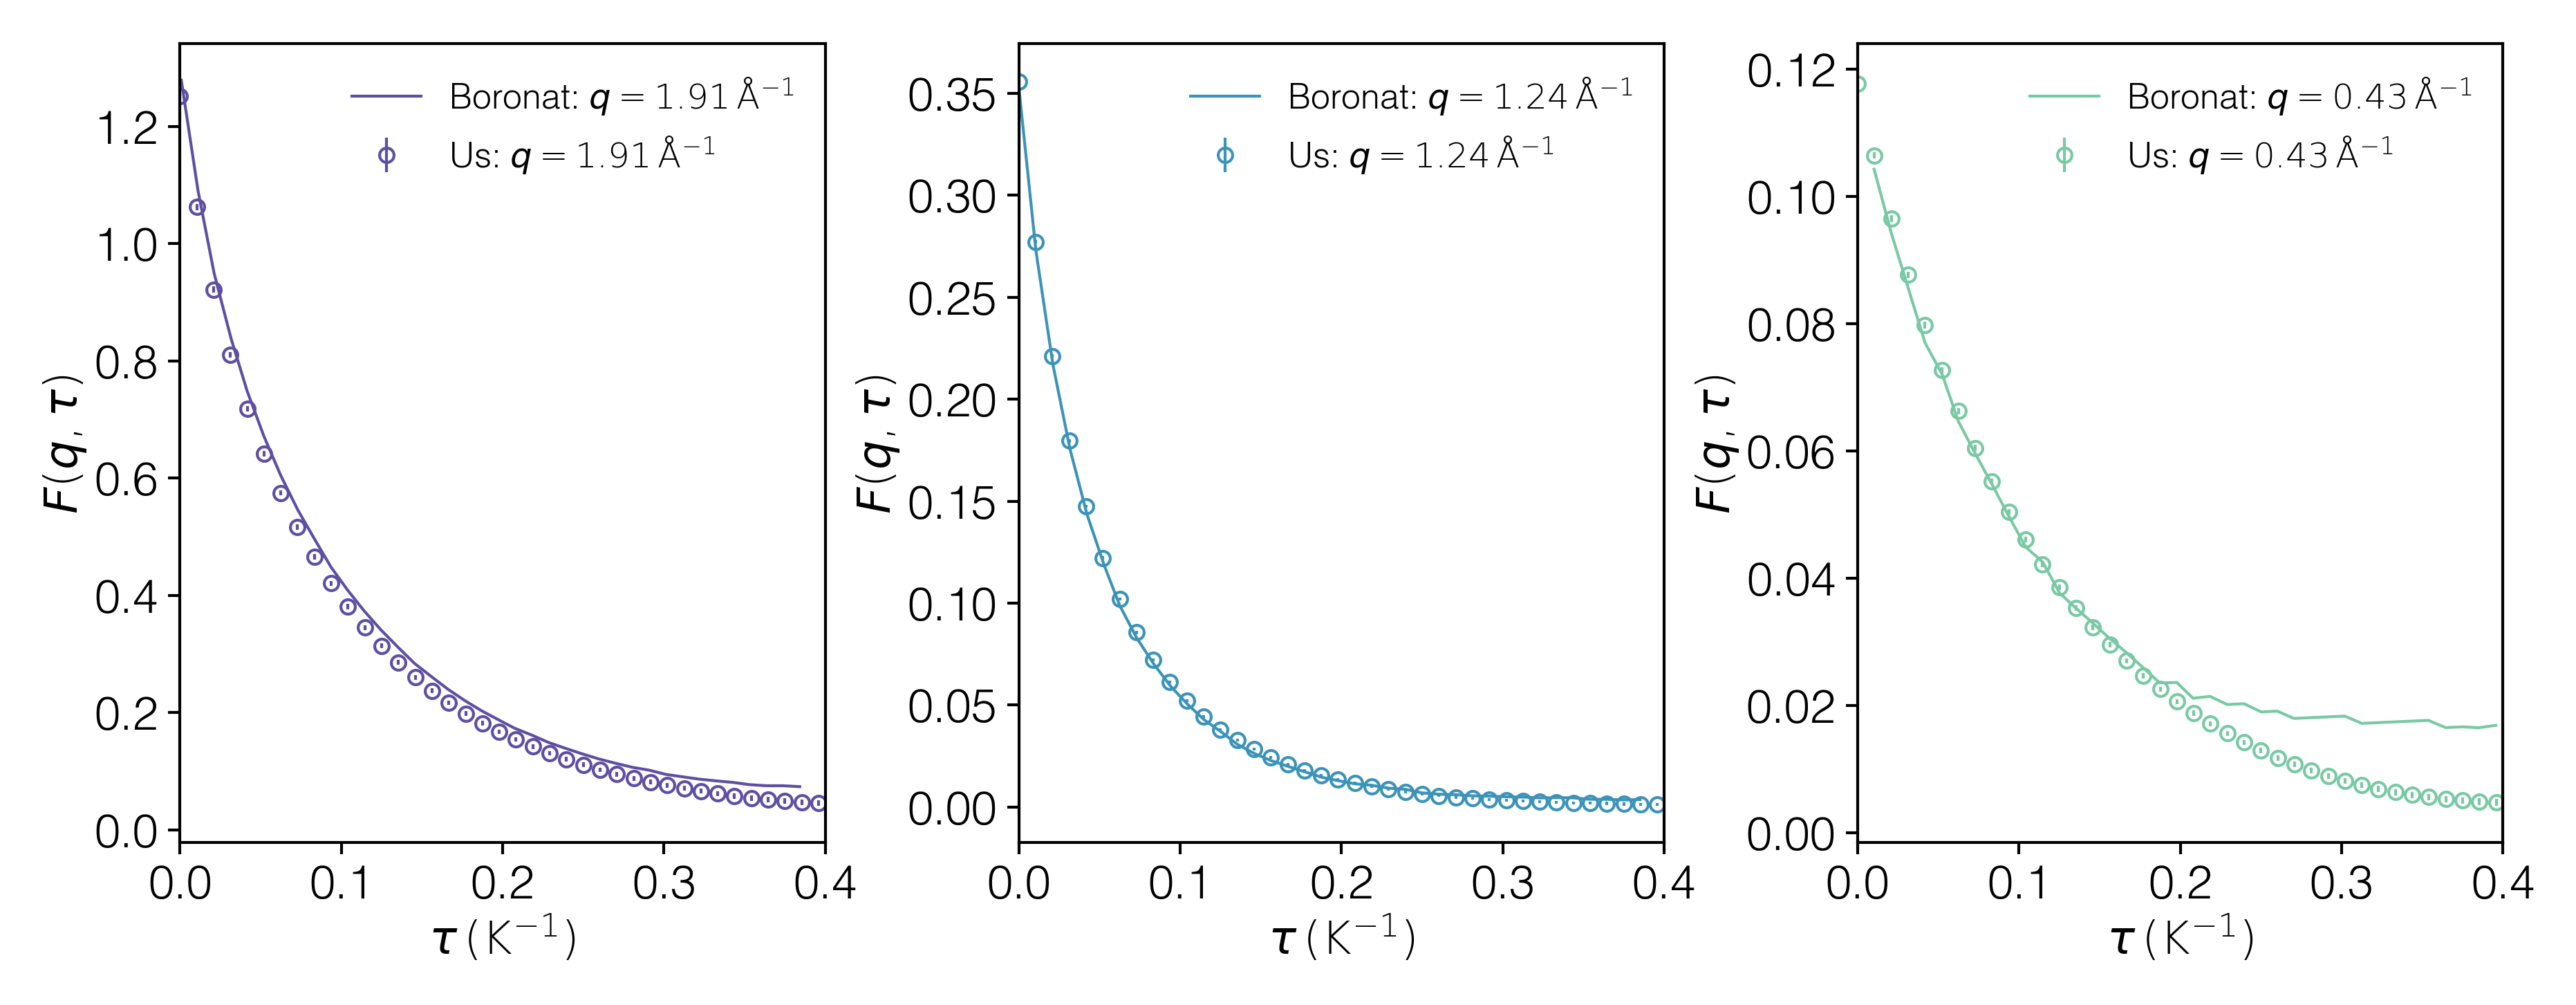 Boronat: q = 1.91 Å⁻¹
Us: q = 1.91 Å⁻¹
F(q, τ)
1.2
1.0
0.8
0.6
0.4
0.2
0.0
0.0 0.1 0.2 0.3 0.4
τ (K⁻¹)
Boronat: q = 1.24 Å⁻¹
Us: q = 1.24 Å⁻¹
F(q, τ)
0.35
0.30
0.25
0.20
0.15
0.10
0.05
0.00
0.0 0.1 0.2 0.3 0.4
τ (K⁻¹)
Boronat: q = 0.43 Å⁻¹
Us: q = 0.43 Å⁻¹
F(q, τ)
0.12
0.10
0.08
0.06
0.04
0.02
0.00
0.0 0.1 0.2 0.3 0.4
τ (K⁻¹)